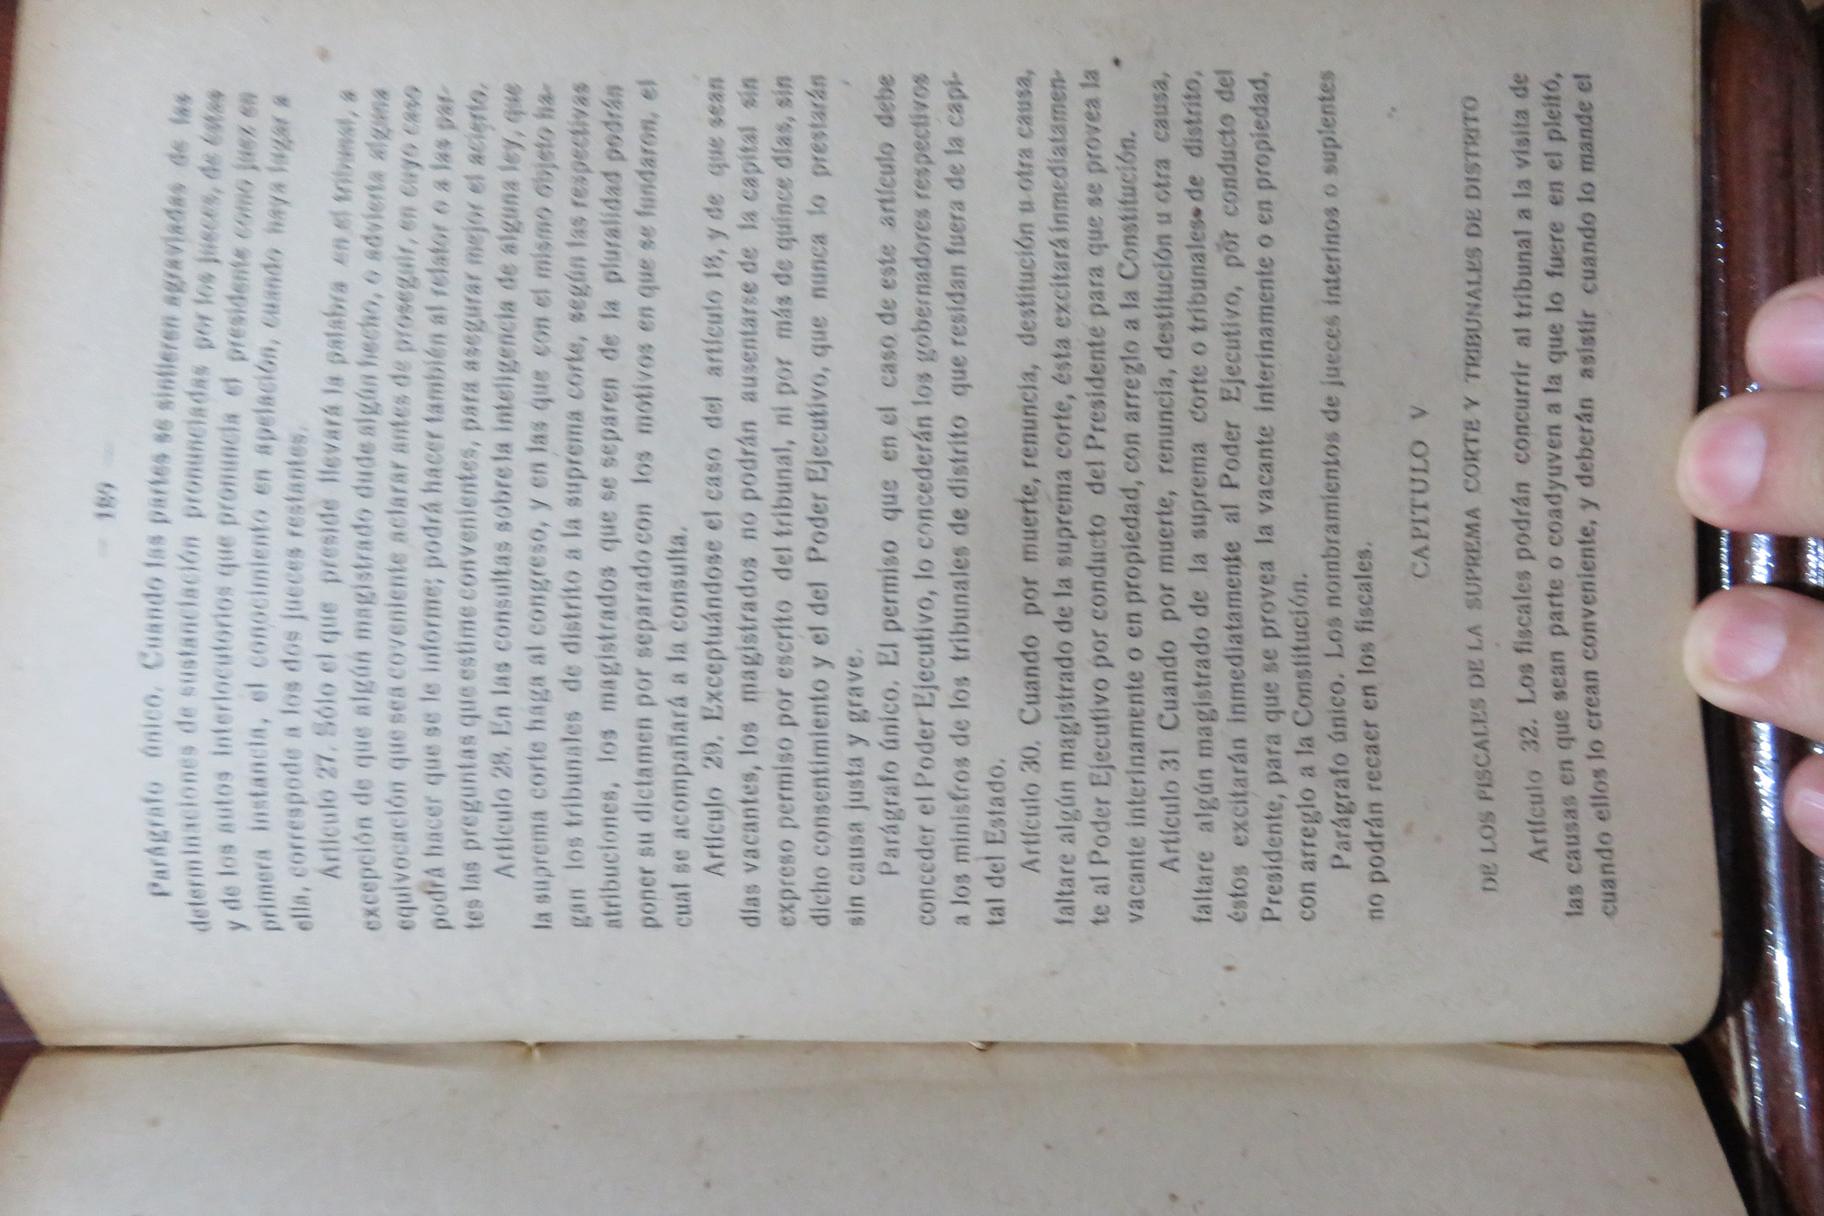 — 189 —
Parágrafo único. Cuando las partes se sintieren agraviadas de las
determinaciones de sustanciación pronunciadas por los jueces, de éstas
y de los autos interlocutorios que pronuncia el presidente como juez en
primera instancia, el conocimiento en apelación, cuando haya lugar a
ella, corresponde a los dos jueces restantes.
Artículo 27. Sólo el que preside llevará la palabra en el tribunal, a
excepción de que algún magistrado dude algún hecho, o advierta alguna
equivocación que sea coveniente aclarar antes de proseguir, en cuyo caso
podrá hacer que se le informe; podrá hacer también al relator o a las par-
tes las preguntas que estime convenientes, para asegurar mejor el acierto.
Artículo 28. En las consultas sobre la inteligencia de alguna ley, que
la suprema corte haga al congreso, y en las que con el mismo objeto ha-
gan los tribunales de distrito a la suprema corte, según las respectivas
atribuciones, los magistrados que se separen de la pluralidad podrán
poner su dictamen por separado con los motivos en que se fundaron, el
cual se acompañará a la consulta.
Artículo 29. Exceptuándose el caso del artículo 18, y de que sean
días vacantes, los magistrados no podrán ausentarse de la capital sin
expreso permiso por escrito del tribunal, ni por más de quince días, sin
dicho consentimiento y el del Poder Ejecutivo, que nunca lo prestarán
sin causa justa y grave.
Parágrafo único. El permiso que en el caso de este artículo debe
conceder el Poder Ejecutivo, lo concederán los gobernadores respectivos
a los ministros de los tribunales de distrito que residan fuera de la capi-
tal del Estado.
Artículo 30. Cuando por muerte, renuncia, destitución u otra causa,
faltare algún magistrado de la suprema corte, ésta excitará inmediatamen-
te al Poder Ejecutivo por conducto del Presidente para que se provea la
vacante interinamente o en propiedad, con arreglo a la Constitución.
Artículo 31 Cuando por muerte, renuncia, destitución u otra causa,
faltare algún magistrado de la suprema corte o tribunales de distrito,
éstos excitarán inmediatamente al Poder Ejecutivo, por conducto del
Presidente, para que se provea la vacante interinamente o en propiedad,
con arreglo a la Constitución.
Parágrafo único. Los nombramientos de jueces interinos o suplentes
no podrán recaer en los fiscales.
CAPITULO V
DE LOS FISCALES DE LA SUPREMA CORTE Y TRIBUNALES DE DISTRITO
Artículo 32. Los fiscales podrán concurrir al tribunal a la visita de
las causas en que sean parte o coadyuven a la que lo fuere en el pleitó,
cuando ellos lo crean conveniente, y deberán asistir cuando lo mande el